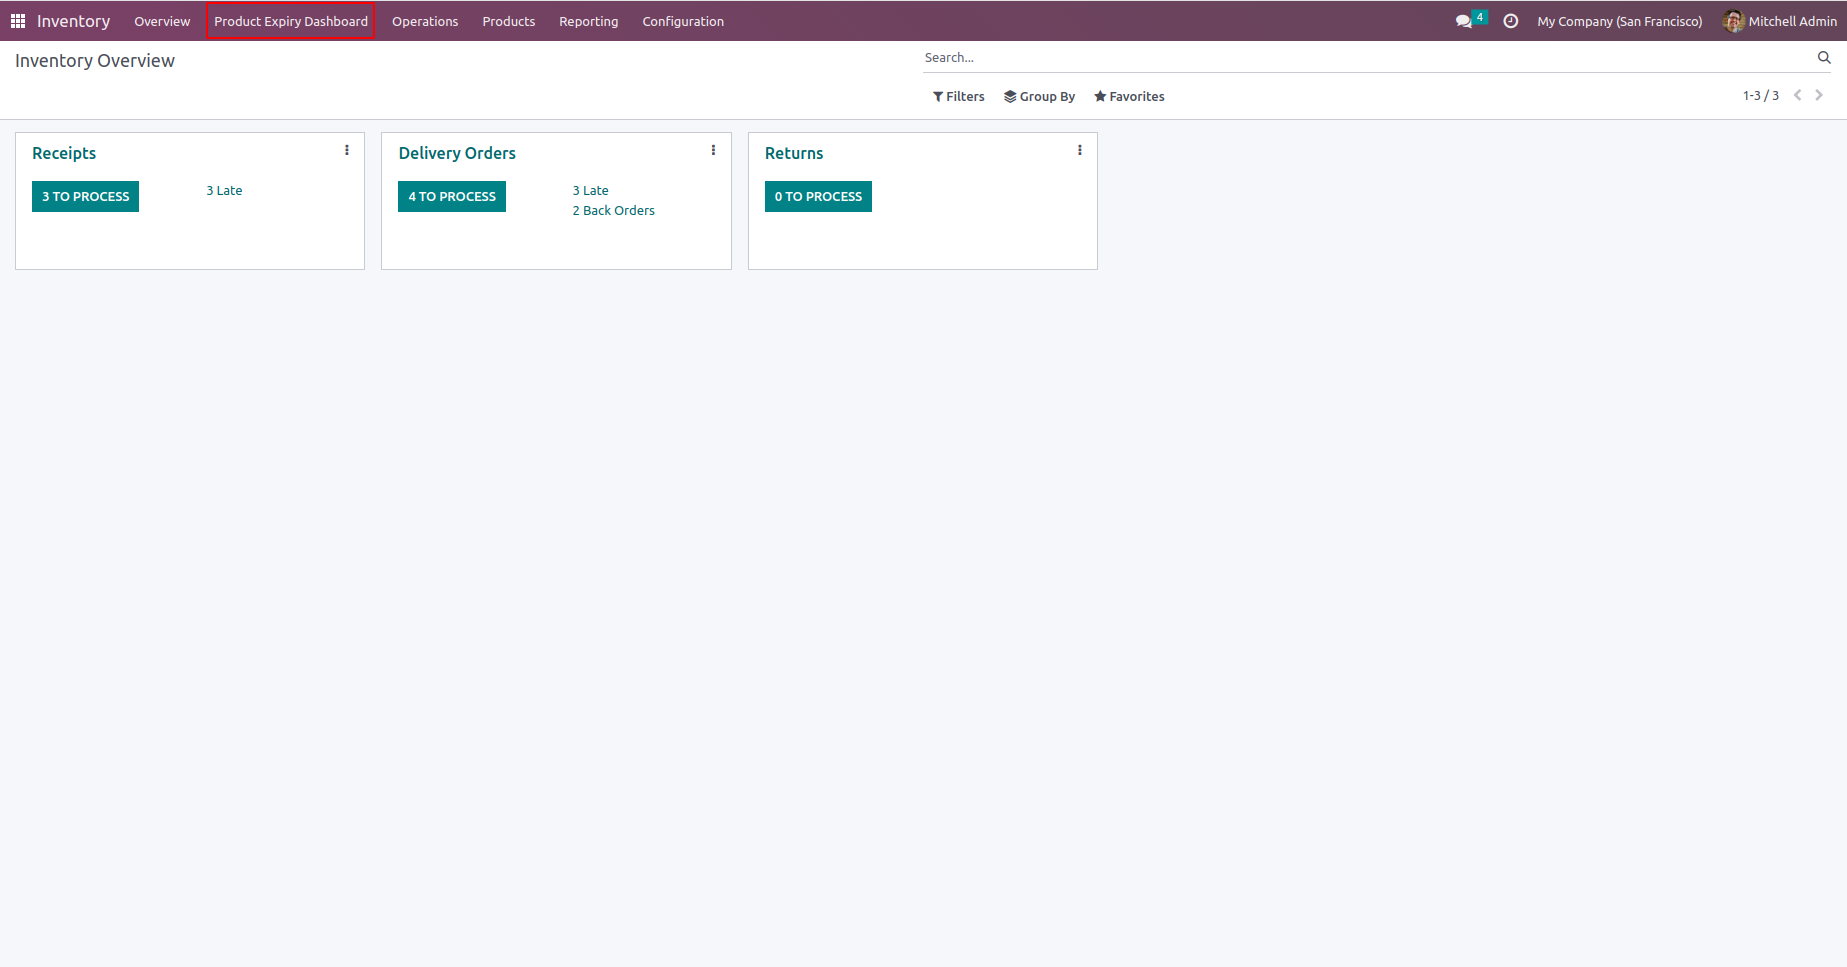 Inventory Overview Product Expiry Dashboard Operations Products Reporting Configuration 4 My Company (San Francisco) Mitchell Admin
Inventory Overview
Search...
Filters Group By Favorites 1-3 / 3
Receipts
3 TO PROCESS
3 Late
Delivery Orders
4 TO PROCESS
3 Late
2 Back Orders
Returns
0 TO PROCESS